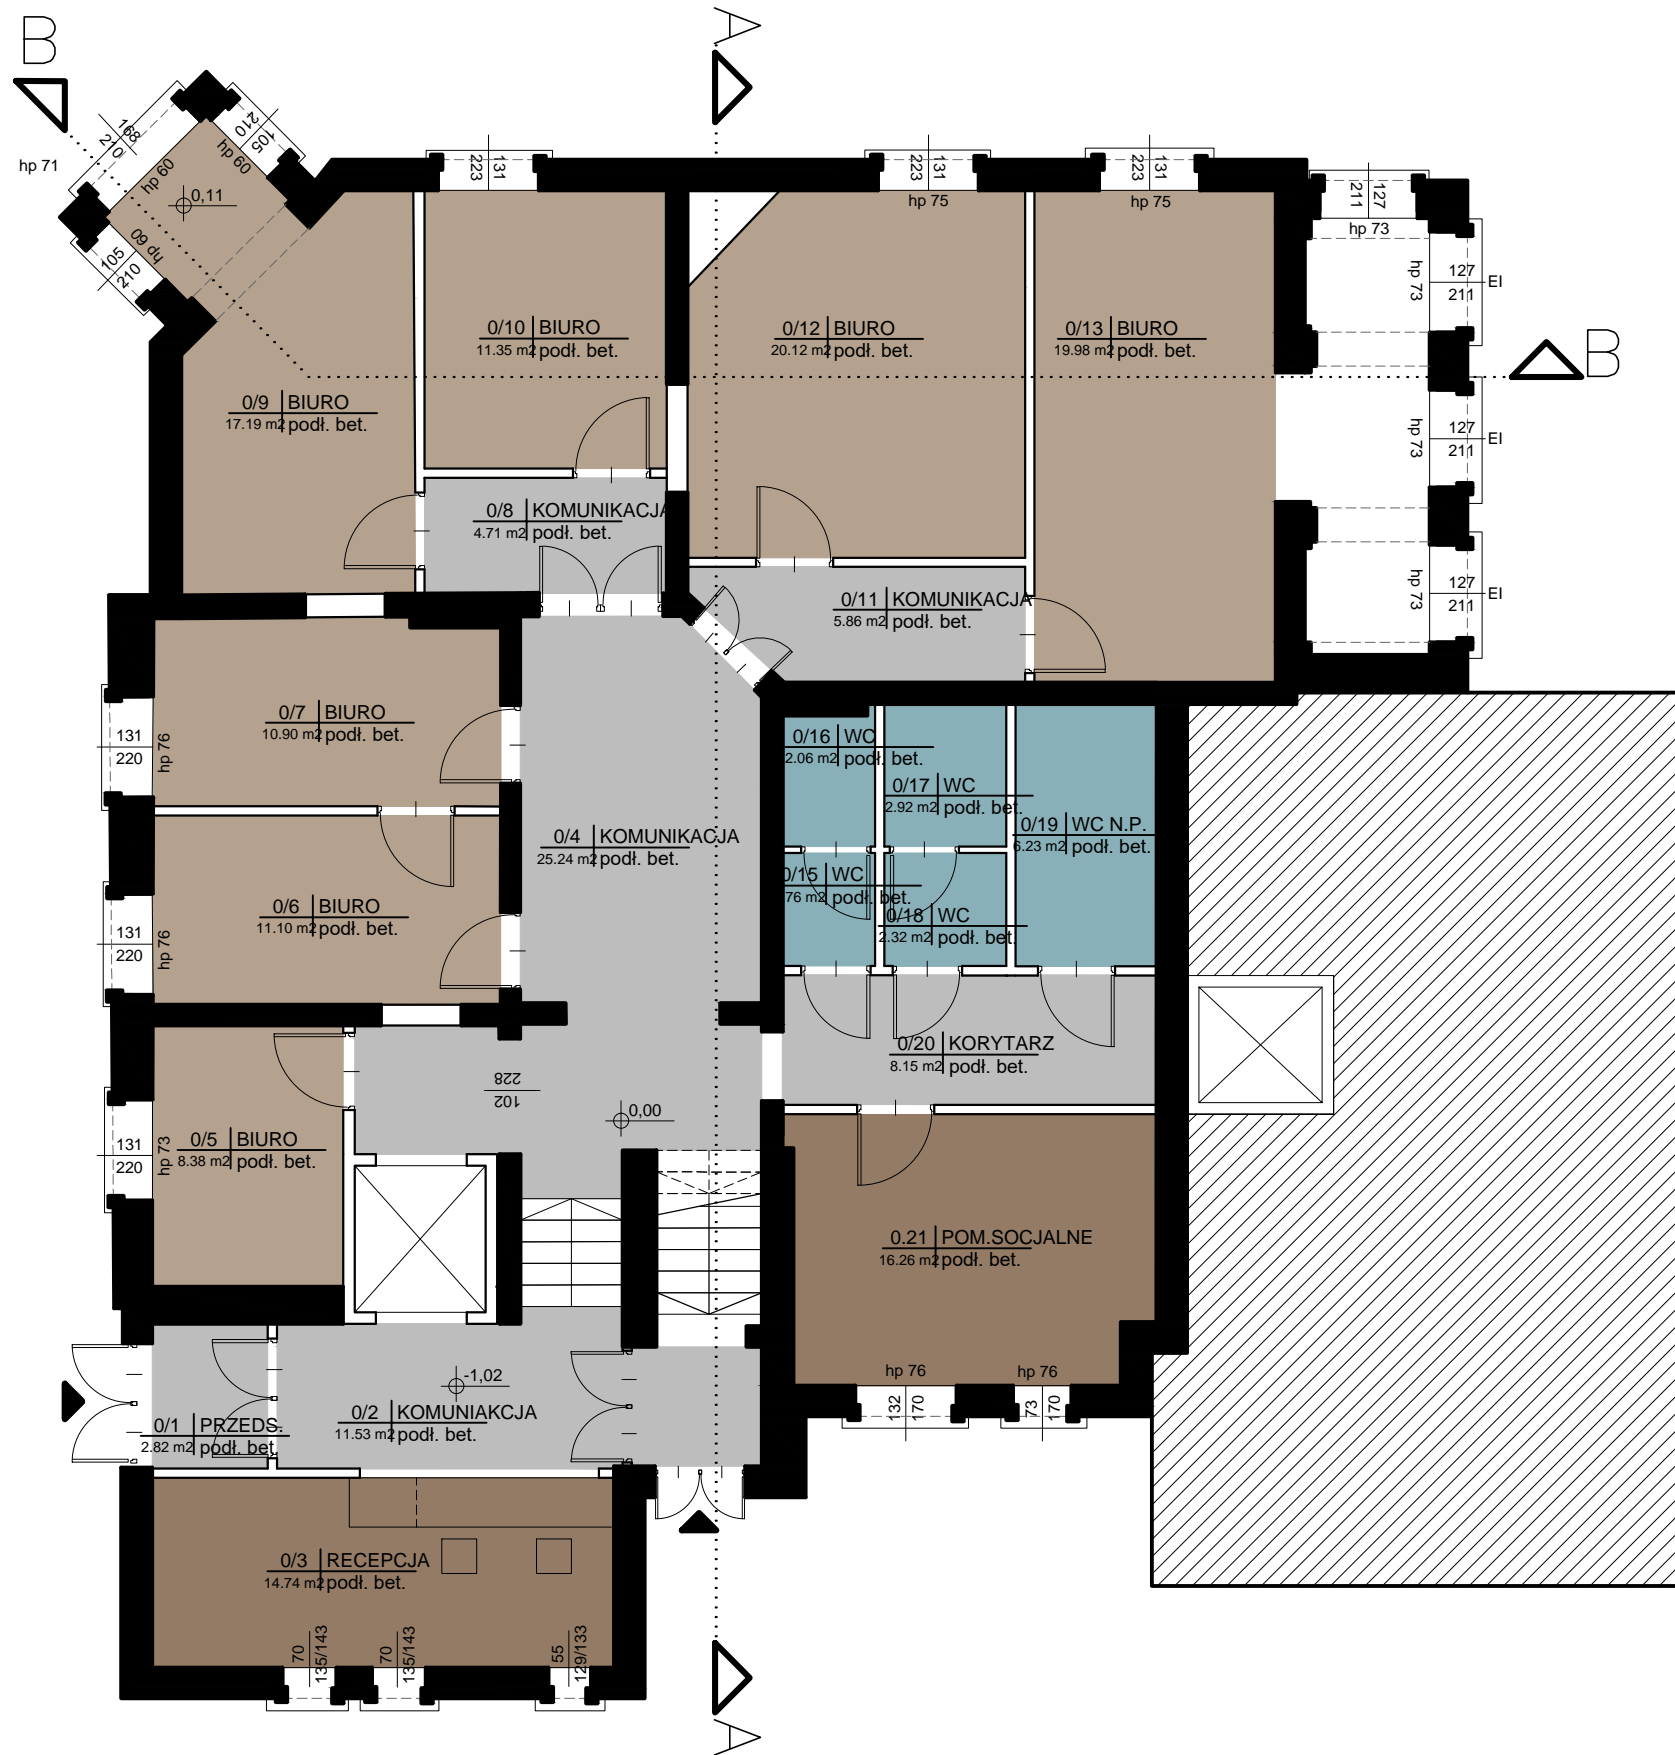 B
A
168
210
105
210
hp 60
hp 60
hp 71
0,11
hp 60
105
210
223
131
223
131
hp 75
223
131
hp 75
211
127
hp 73
hp 73
127
211
EI
hp 73
127
211
EI
hp 73
127
211
EI
B
0/10 BIURO
11.35 m2 podł. bet.
0/12 BIURO
20.12 m2 podł. bet.
0/13 BIURO
19.98 m2 podł. bet.
0/9 BIURO
17.19 m2 podł. bet.
0/8 KOMUNIKACJA
4.71 m2 podł. bet.
0/11 KOMUNIKACJA
5.86 m2 podł. bet.
0/7 BIURO
10.90 m2 podł. bet.
131
220
hp 76
0/16 WC
2.06 m2 podł. bet.
0/17 WC
2.92 m2 podł. bet.
0/19 WC N.P.
6.23 m2 podł. bet.
0/4 KOMUNIKACJA
25.24 m2 podł. bet.
0/15 WC
76 m2 podł. bet.
0/18 WC
2.32 m2 podł. bet.
0/6 BIURO
11.10 m2 podł. bet.
131
220
hp 76
0/20 KORYTARZ
8.15 m2 podł. bet.
102
228
0,00
0/5 BIURO
8.38 m2 podł. bet.
131
220
hp 73
0.21 POM.SOCJALNE
16.26 m2 podł. bet.
hp 76
hp 76
132
170
73
170
-1,02
0/1 PRZEDS.
2.82 m2 podł. bet.
0/2 KOMUNIAKCJA
11.53 m2 podł. bet.
0/3 RECEPCJA
14.74 m2 podł. bet.
70
135/143
70
135/143
55
129/133
A